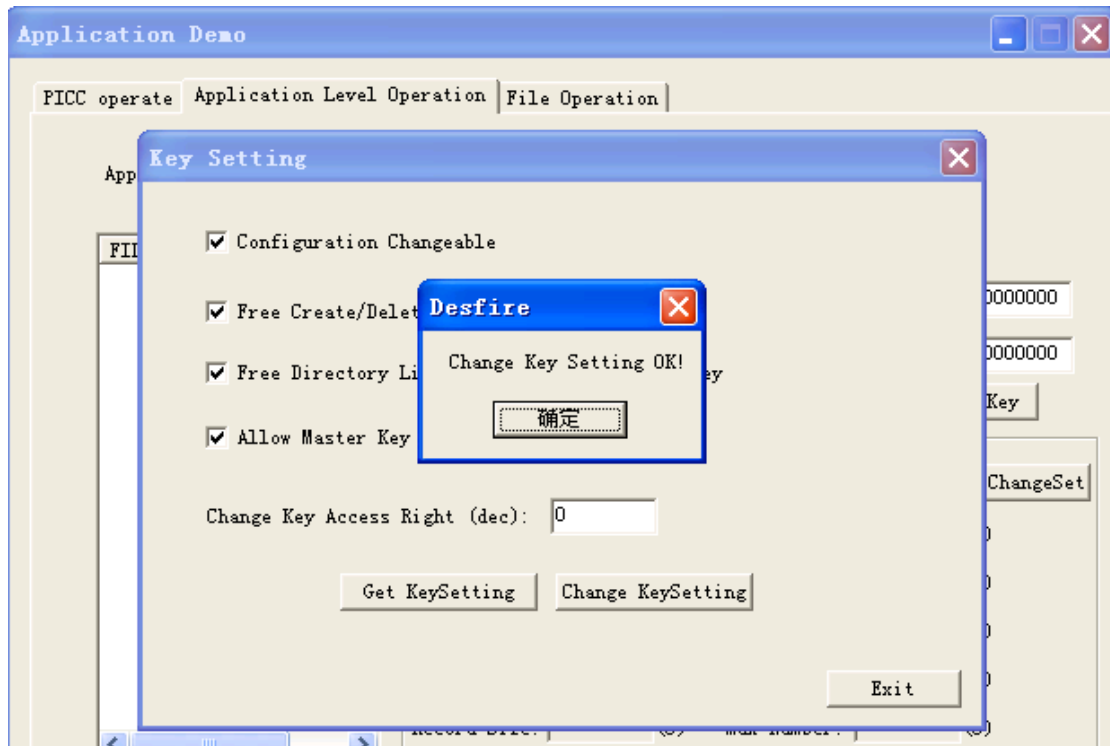 Application Demo
PICC operate Application Level Operation File Operation
App
Key Setting
FII
Configuration Changeable
Desfire
Free Create/Delet
0000000
Change Key Setting OK!
0000000
Free Directory Li
ey
Key
确定
Allow Master Key
ChangeSet
Change Key Access Right (dec): 0
Get KeySetting Change KeySetting
Exit